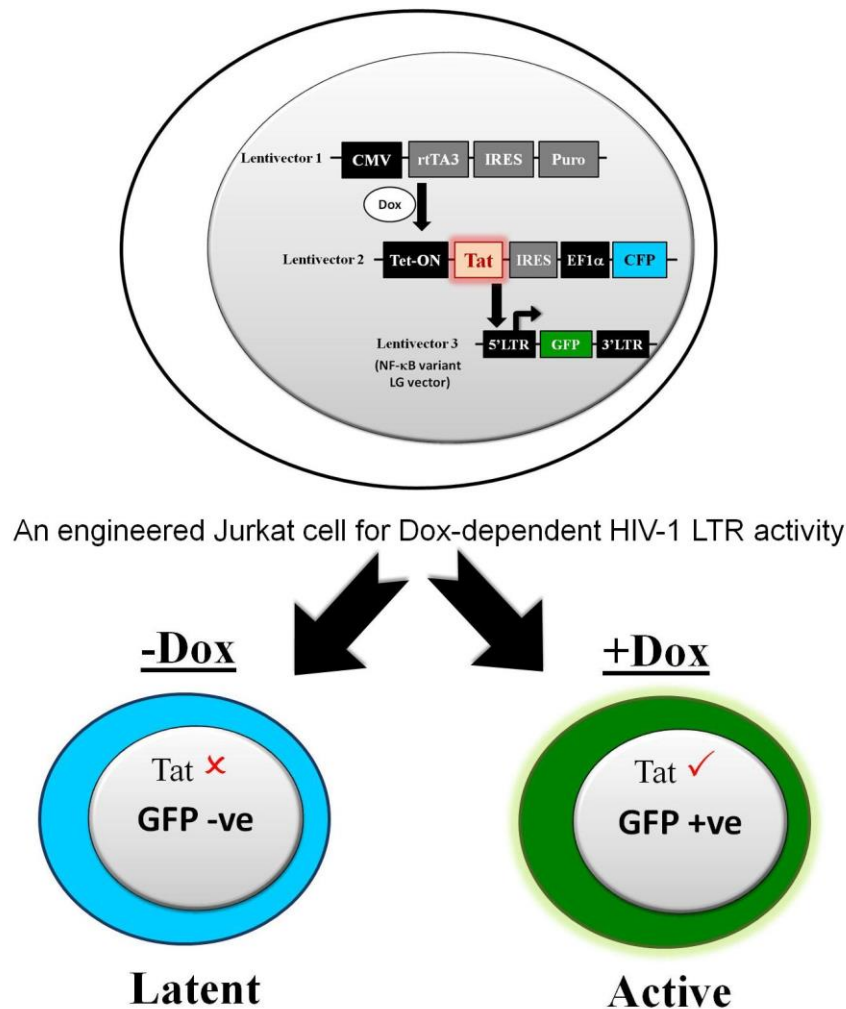 Lentivector 1 CMV rtTA3 IRES Puro
Dox
Lentivector 2 Tet-ON Tat IRES EF1α CFP
Lentivector 3 5'LTR GFP 3'LTR
(NF-κB variant
LG vector)
An engineered Jurkat cell for Dox-dependent HIV-1 LTR activity
-Dox +Dox
Tat ✗ Tat ✓
GFP -ve GFP +ve
Latent Active